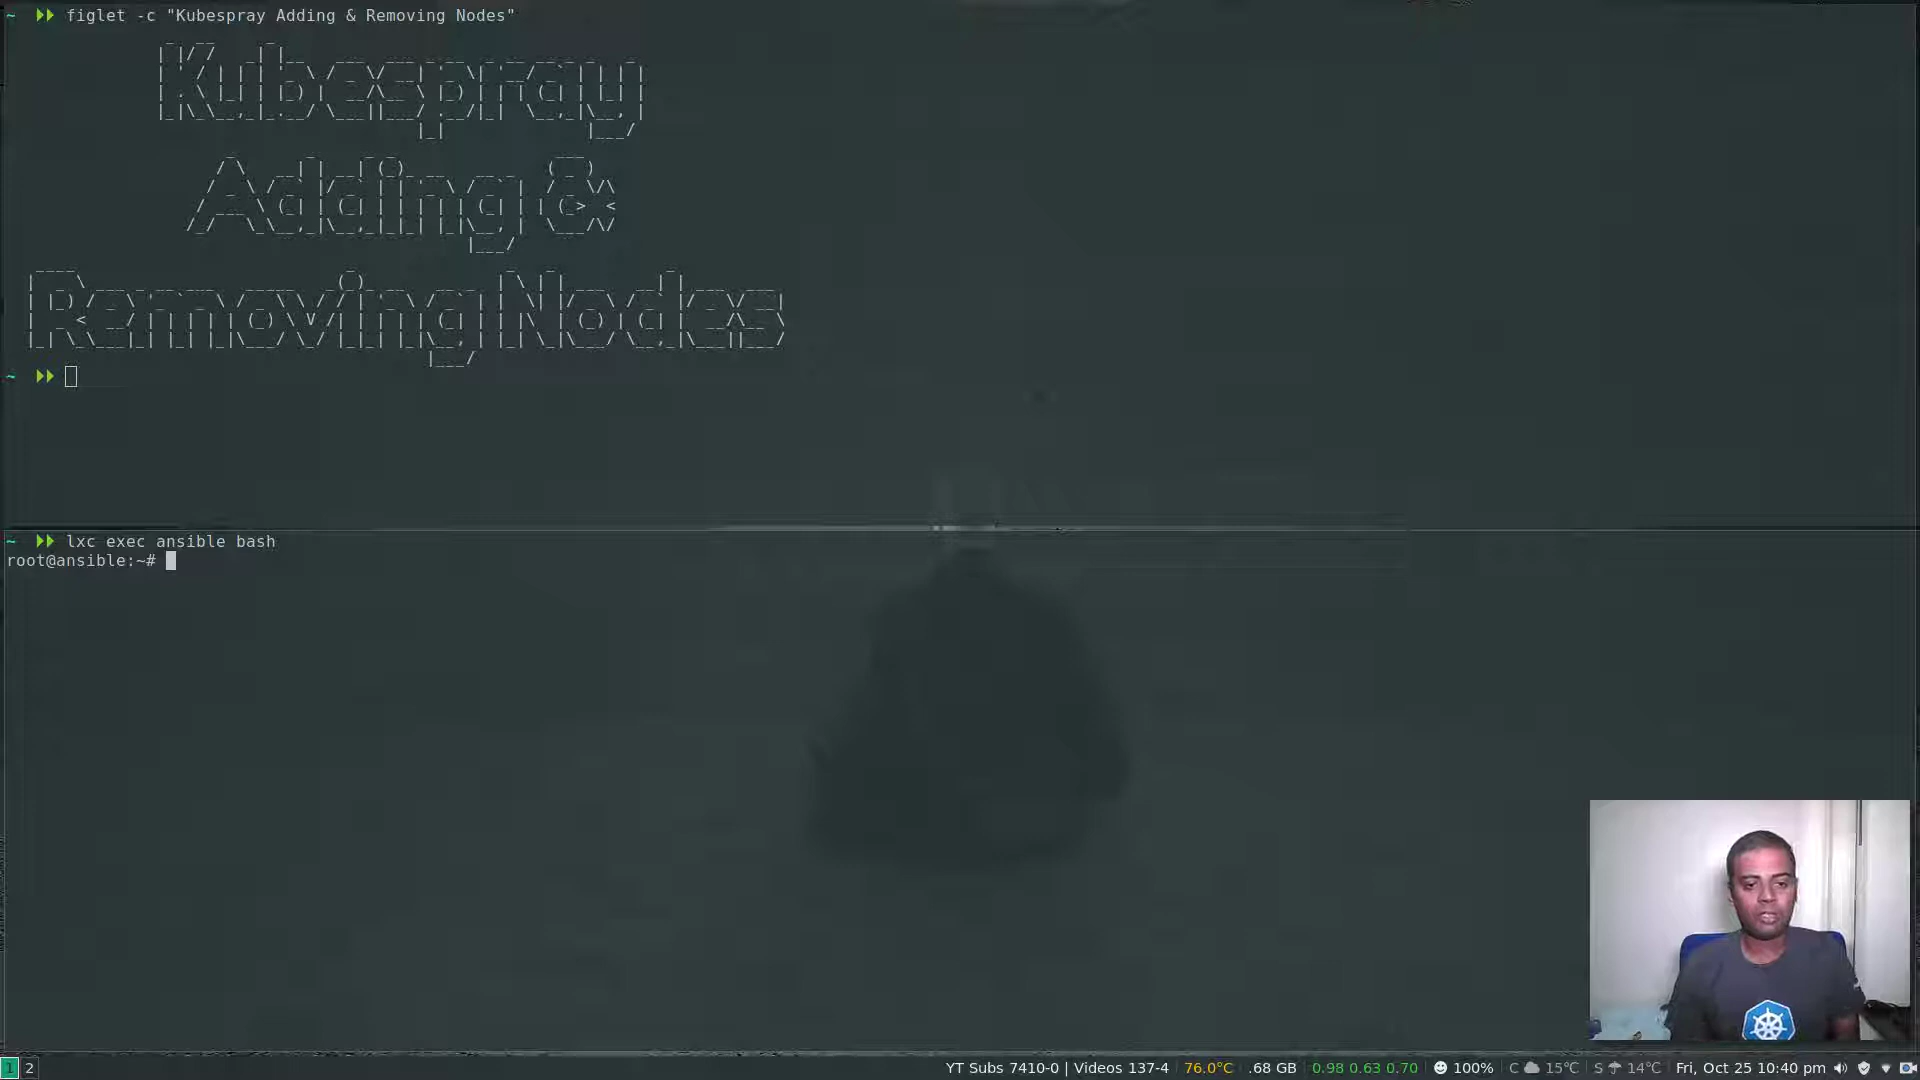 ~ figlet -c "Kubespray Adding & Removing Nodes"
Kubespray
Adding &
Removing Nodes
~
~ lxc exec ansible bash
root@ansible:~#
1 2 YT Subs 7410-0 | Videos 137-4 76.0°C .68 GB 0.98 0.63 0.70 100% C 15℃ S 14℃ Fri, Oct 25 10:40 pm